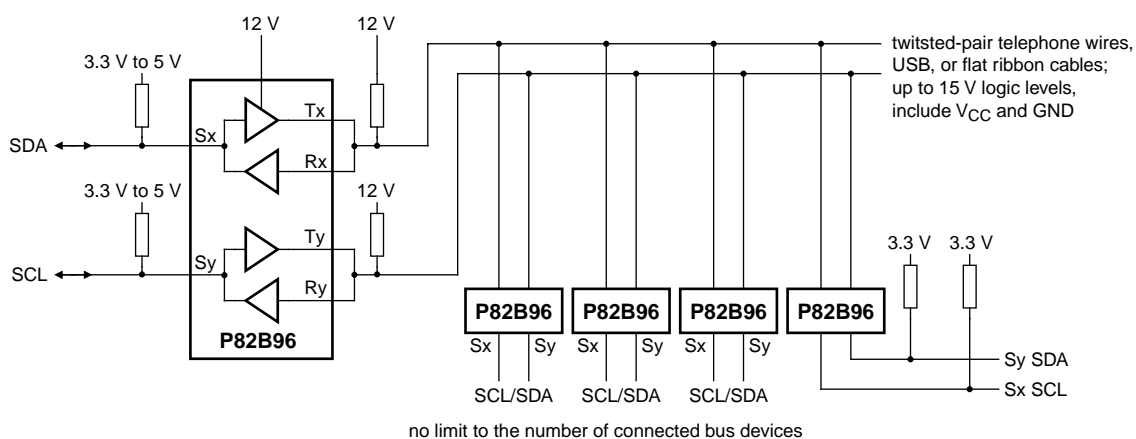 12 V
12 V
3.3 V to 5 V
twitsted-pair telephone wires,
USB, or flat ribbon cables;
up to 15 V logic levels,
include VCC and GND
Tx
Sx
SDA
Rx
3.3 V to 5 V
12 V
Ty
Sy
SCL
Ry
P82B96
3.3 V
3.3 V
P82B96
P82B96
P82B96
P82B96
Sx
Sy
Sx
Sy
Sx
Sy
Sy SDA
Sx SCL
SCL/SDA
SCL/SDA
SCL/SDA
no limit to the number of connected bus devices